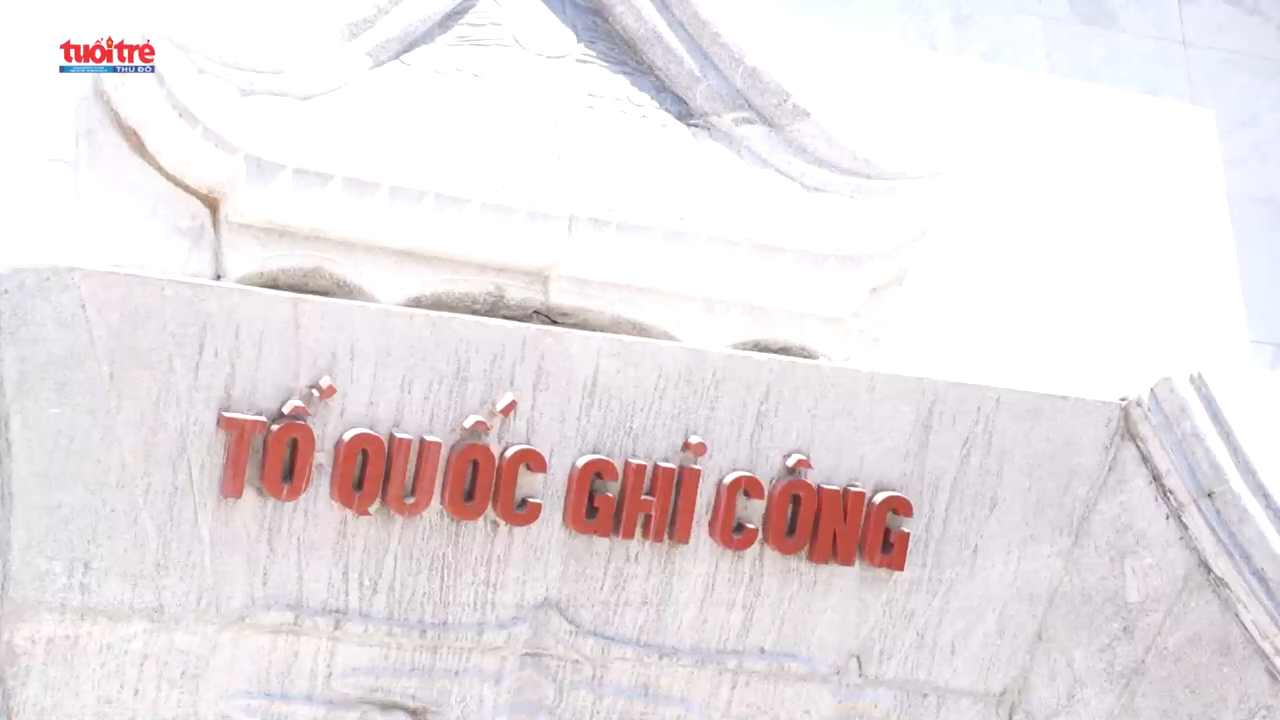 tuổi trẻ
THỦ ĐÔ
TỔ QUỐC GHI CÔNG